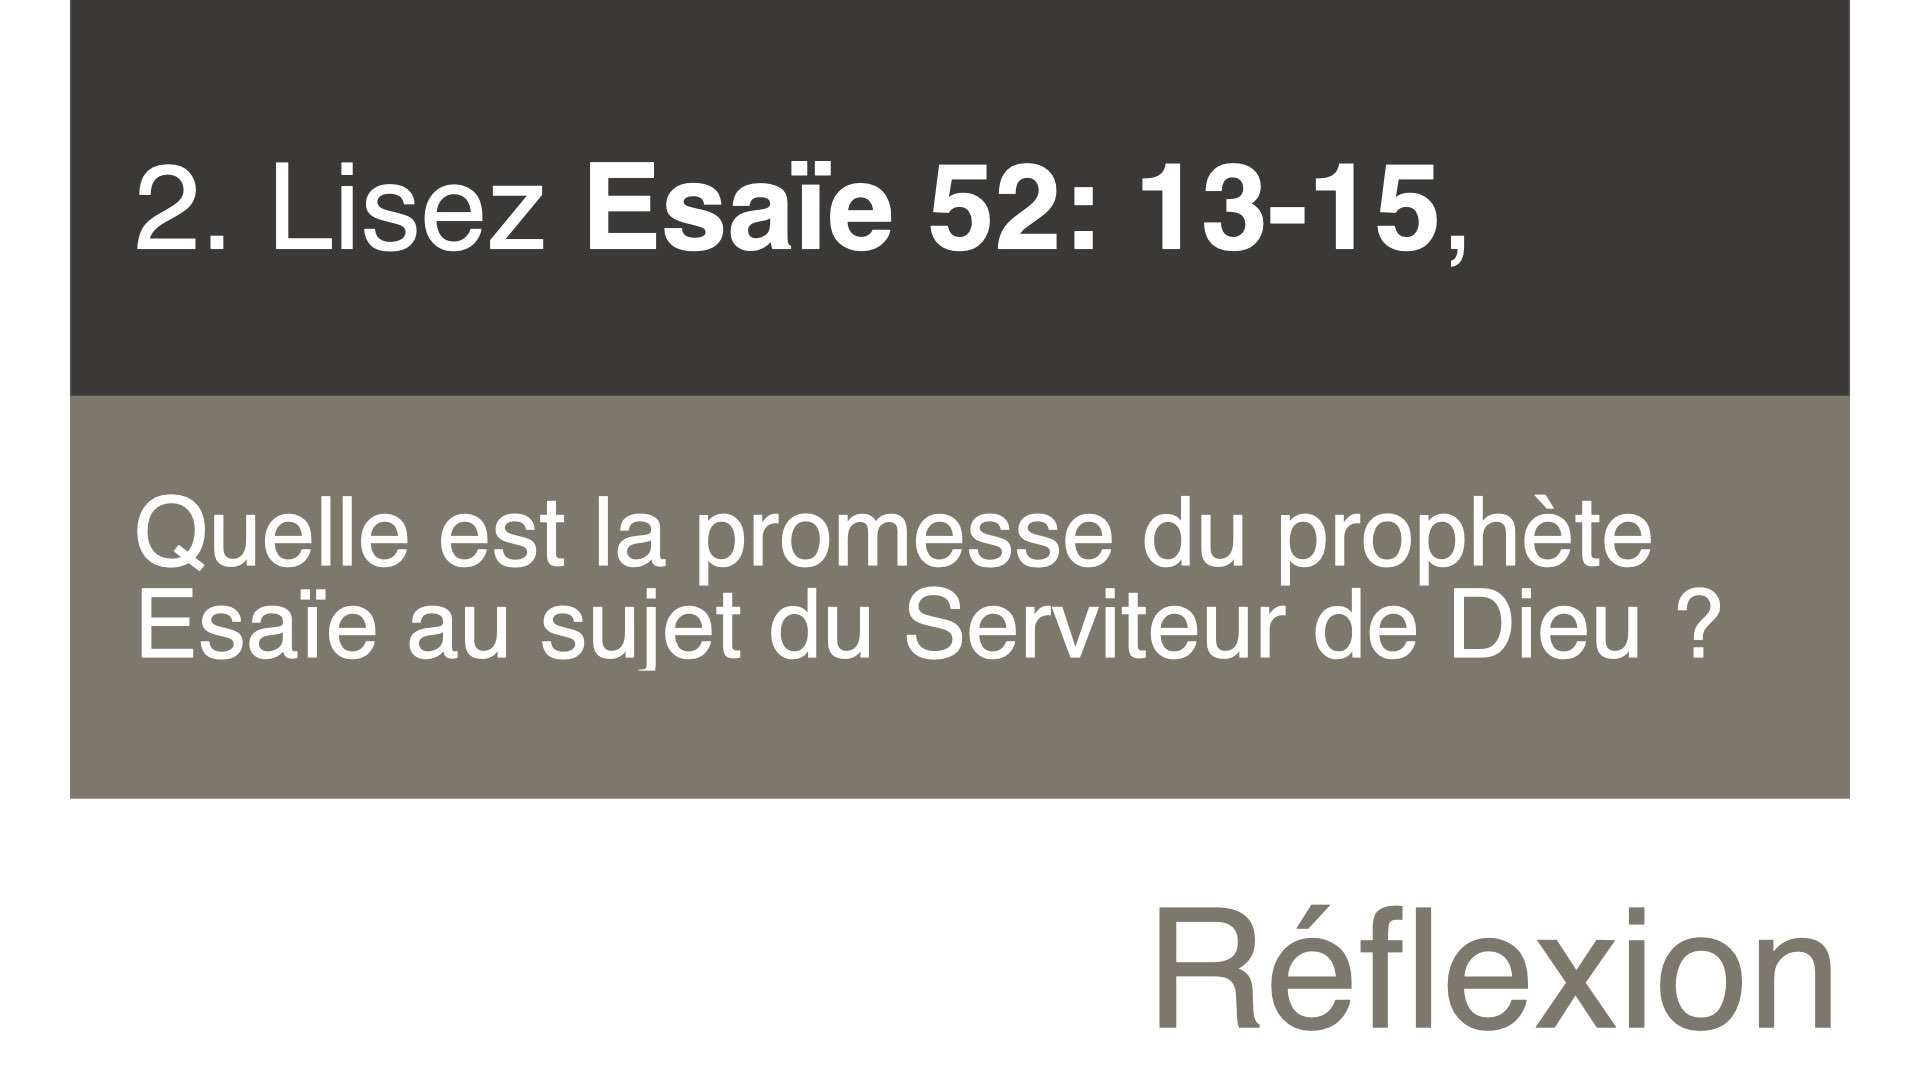 2. Lisez Esaïe 52: 13-15,
Quelle est la promesse du prophète
Esaïe au sujet du Serviteur de Dieu ?
Réflexion